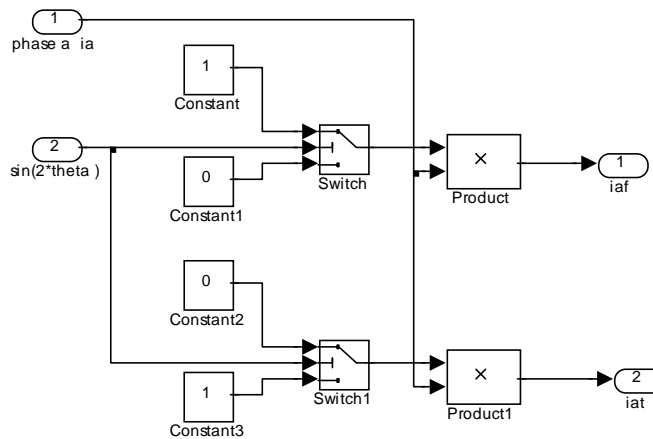 1
phase a ia
1
Constant
2
sin(2*theta )
0
Constant1
Switch
×
Product
1
iaf
0
Constant2
1
Constant3
Switch1
×
Product1
2
iat